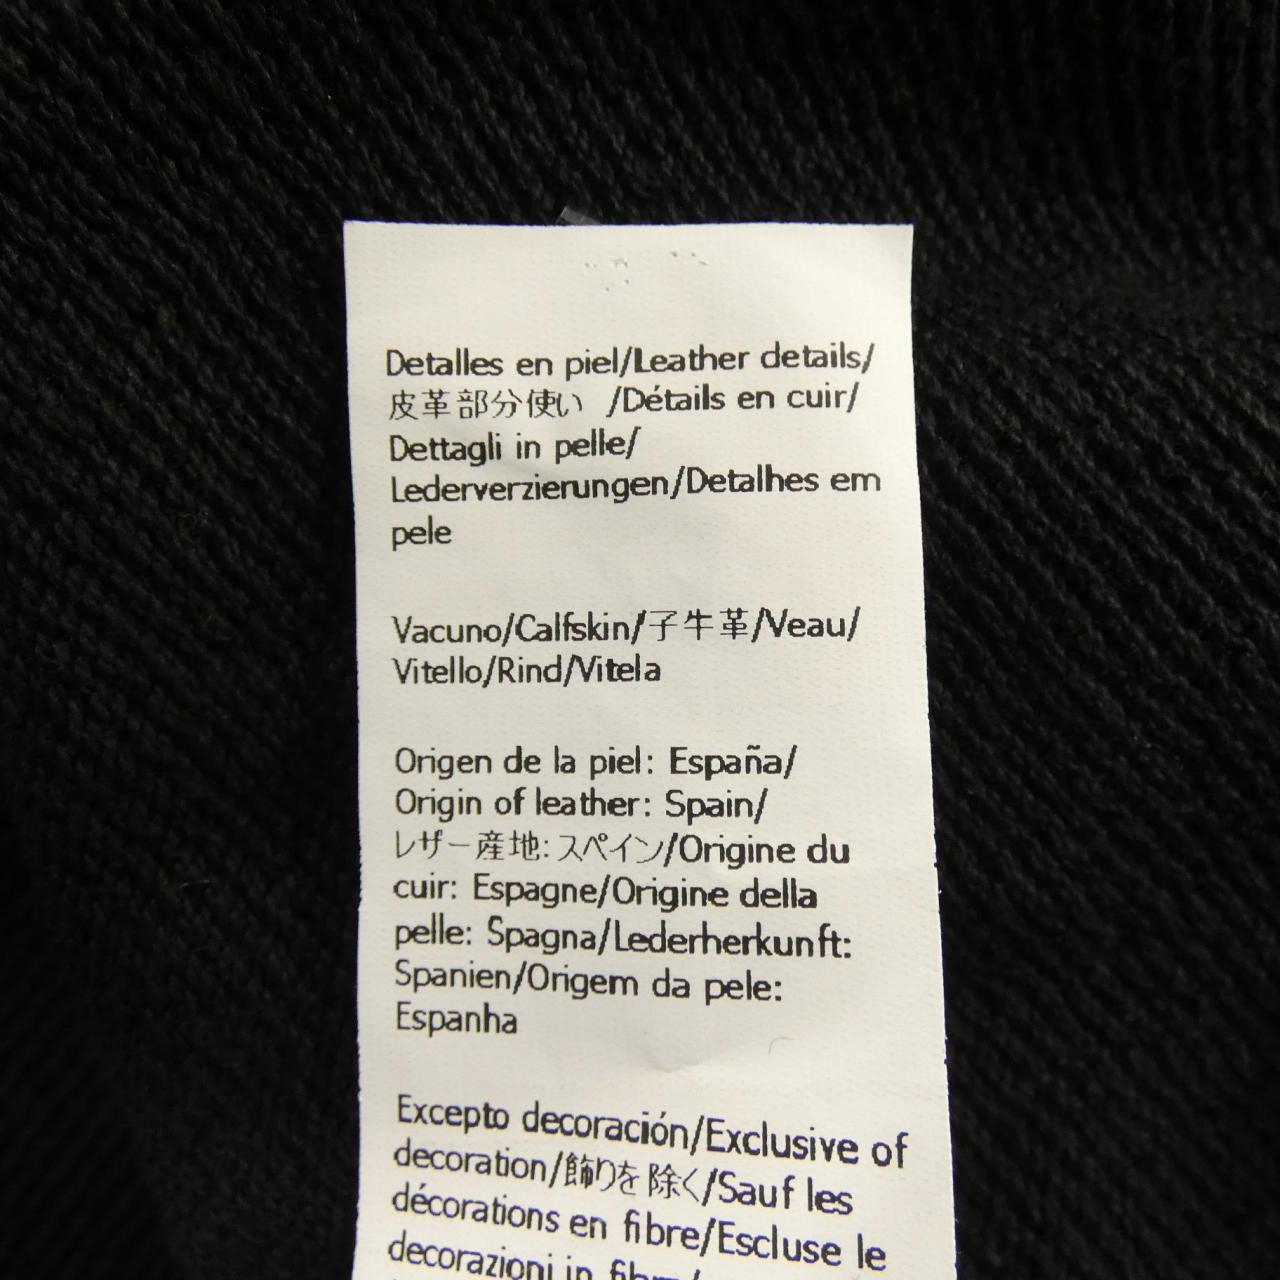 Detalles en piel/Leather details/
皮革部分使い /Détails en cuir/
Dettagli in pelle/
Lederverzierungen/Detalhes em
pele
Vacuno/Calfskin/子牛革/Veau/
Vitello/Rind/Vitela
Origen de la piel: España/
Origin of leather: Spain/
レザー産地: スペイン/Origine du
cuir: Espagne/Origine della
pelle: Spagna/Lederherkunft:
Spanien/Origem da pele:
Espanha
Excepto decoración/Exclusive of
decoration/飾りを除く/Sauf les
décorations en fibre/Escluse le
decorazioni in fibra/